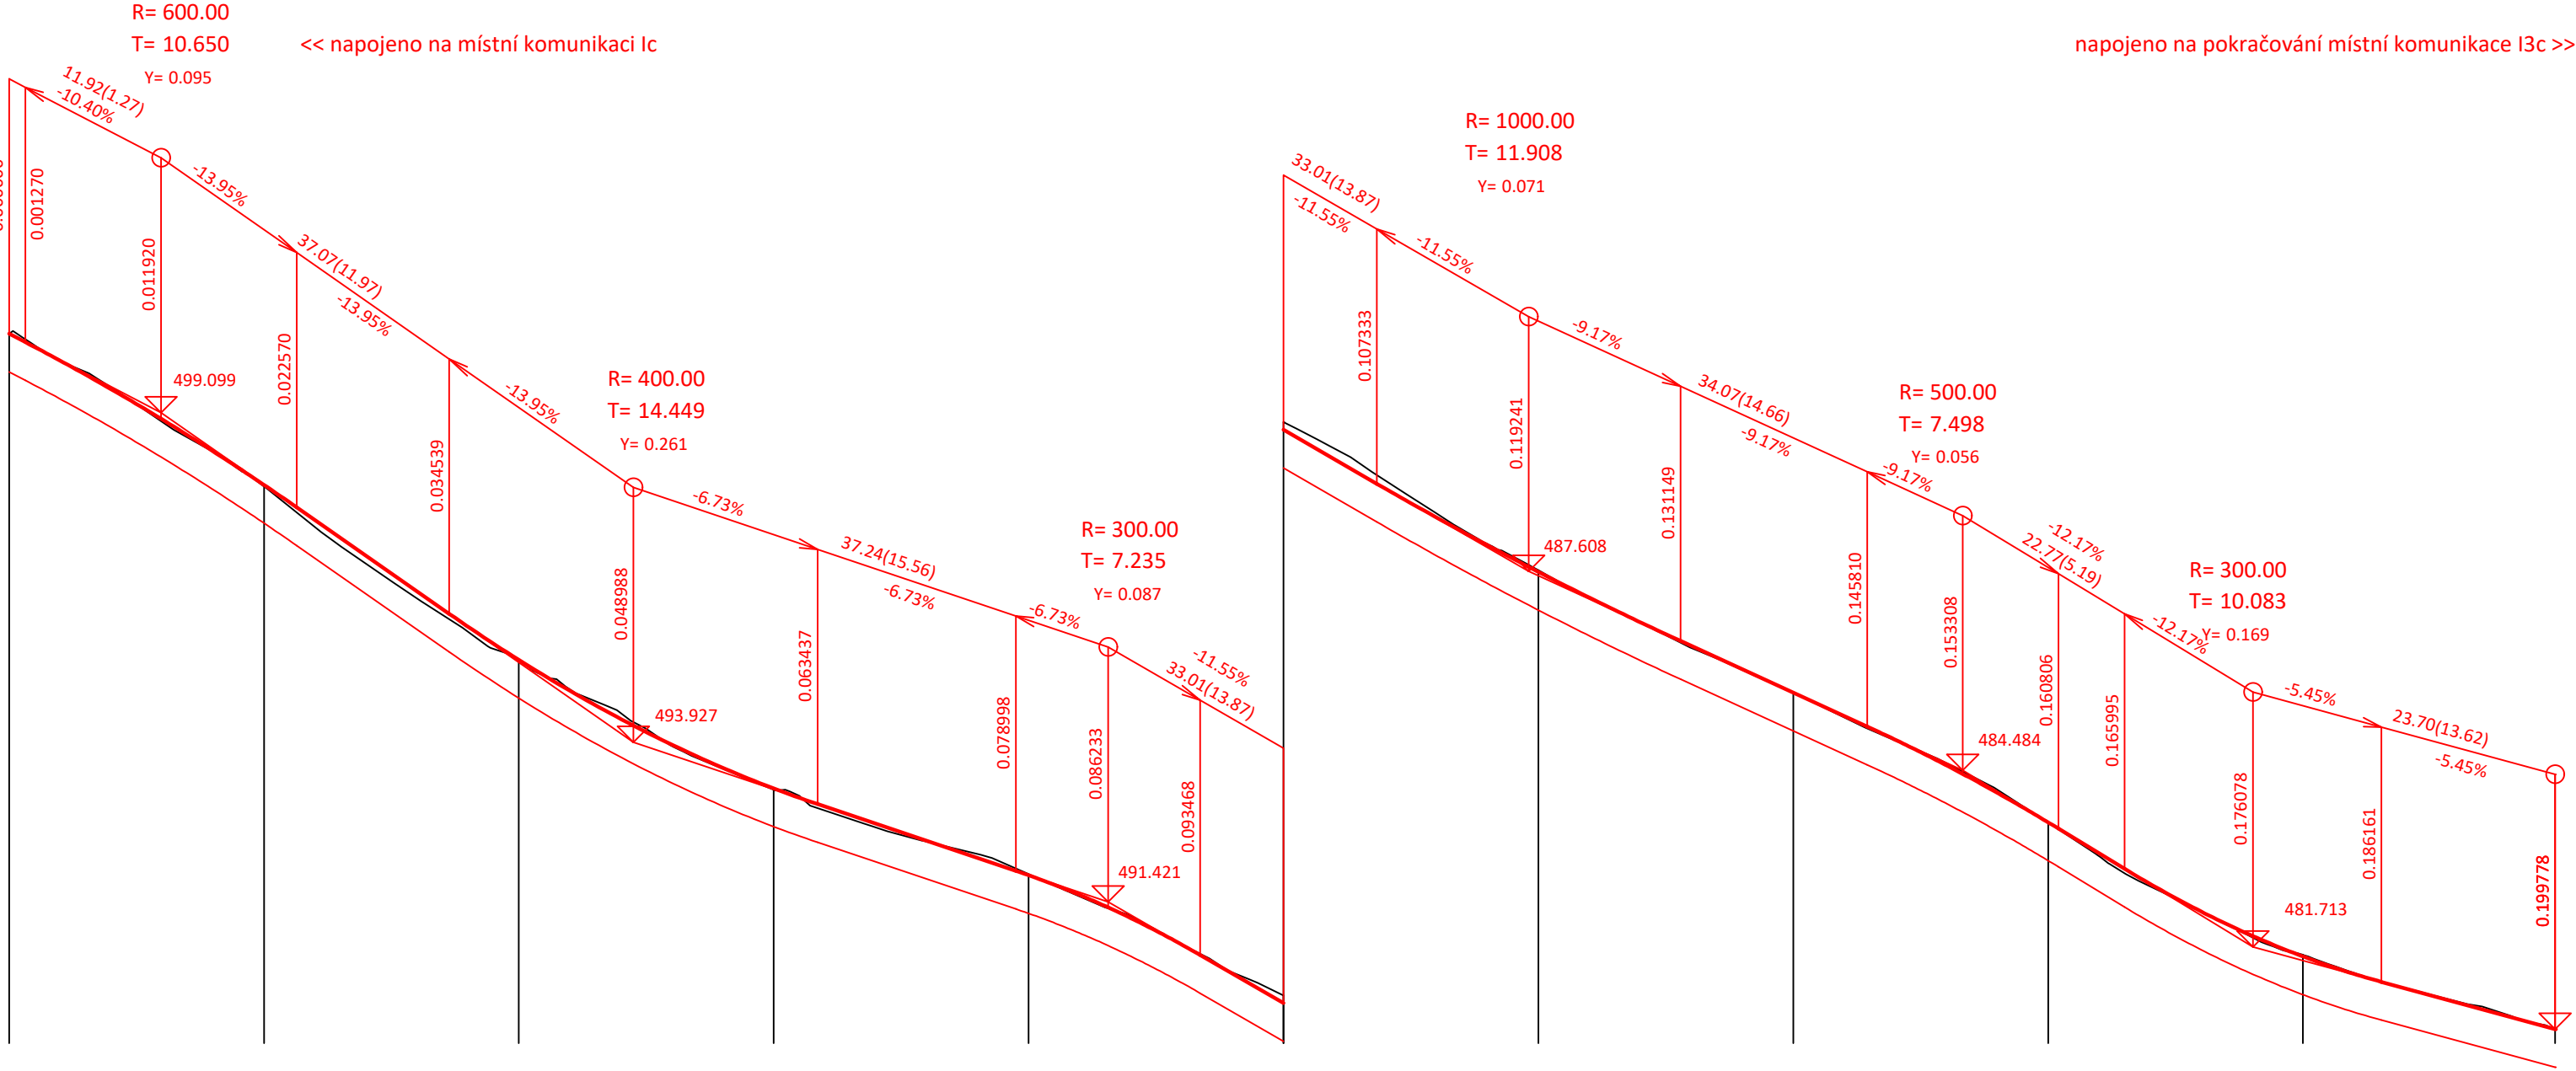 R= 600.00
T= 10.650
Y= 0.095
<< napojeno na místní komunikaci Ic
napojeno na pokračování místní komunikace I3c >>
11.92(1.27)
-10.40%
0.001270
0.011920
499.099
-13.95%
0.022570
37.07(11.97)
-13.95%
0.034539
-13.95%
R= 400.00
T= 14.449
Y= 0.261
0.048988
493.927
-6.73%
0.063437
37.24(15.56)
-6.73%
0.078998
-6.73%
R= 300.00
T= 7.235
Y= 0.087
0.086233
491.421
-11.55%
33.01(13.87)
0.093468
33.01(13.87)
-11.55%
0.107333
-11.55%
R= 1000.00
T= 11.908
Y= 0.071
0.119241
487.608
-9.17%
0.131149
34.07(14.66)
-9.17%
0.145810
-9.17%
R= 500.00
T= 7.498
Y= 0.056
0.153308
484.484
-12.17%
22.77(5.19)
0.160806
0.165995
-12.17%
R= 300.00
T= 10.083
Y= 0.169
0.176078
481.713
-5.45%
0.186161
23.70(13.62)
-5.45%
0.199778